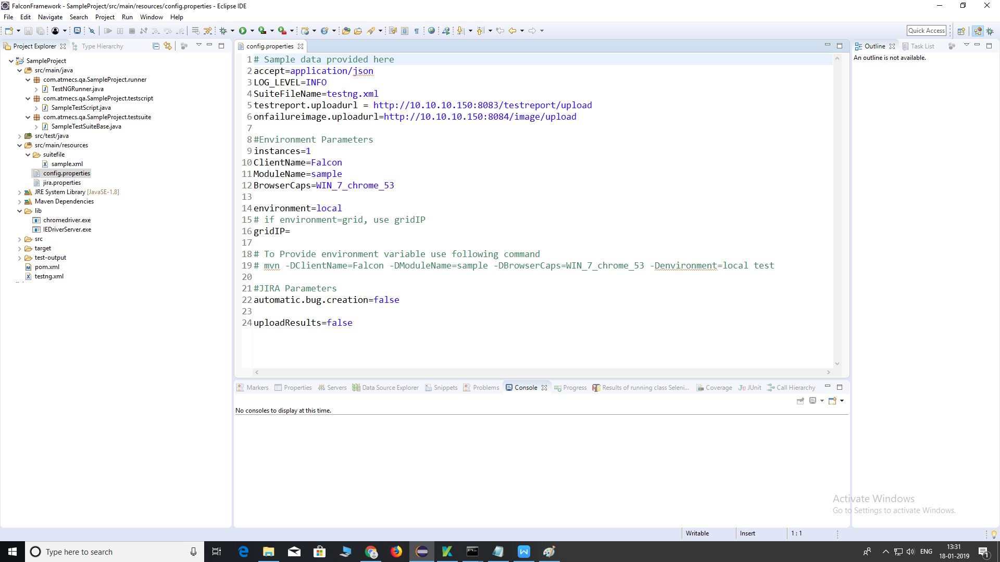 FalconFramework - SampleProject/src/main/resources/config.properties - Eclipse IDE
File Edit Navigate Search Project Run Window Help
Quick Access
Project Explorer Type Hierarchy
SampleProject
src/main/java
com.atmecs.qa.SampleProject.runner
TestNGRunner.java
com.atmecs.qa.SampleProject.testscript
SampleTestScript.java
com.atmecs.qa.SampleProject.testsuite
SampleTestSuiteBase.java
src/test/java
src/main/resources
suitefile
sample.xml
config.properties
jira.properties
JRE System Library [JavaSE-1.8]
Maven Dependencies
lib
chromedriver.exe
IEDriverServer.exe
src
target
test-output
pom.xml
testng.xml
config.properties
1 # Sample data provided here
2 accept=application/json
3 LOG_LEVEL=INFO
4 SuiteFileName=testng.xml
5 testreport.uploadurl = http://10.10.10.150:8083/testreport/upload
6 onfailureimage.uploadurl=http://10.10.10.150:8084/image/upload
7
8 #Environment Parameters
9 instances=1
10 ClientName=Falcon
11 ModuleName=sample
12 BrowserCaps=WIN_7_chrome_53
13
14 environment=local
15 # if environment=grid, use gridIP
16 gridIP=
17
18 # To Provide environment variable use following command
19 # mvn -DClientName=Falcon -DModuleName=sample -DBrowserCaps=WIN_7_chrome_53 -Denvironment=local test
20
21 #JIRA Parameters
22 automatic.bug.creation=false
23
24 uploadResults=false
Outline Task List
An outline is not available.
Markers Properties Servers Data Source Explorer Snippets Problems Console Progress Results of running class Seleni... Coverage JUnit Call Hierarchy
No consoles to display at this time.
Activate Windows
Go to Settings to activate Windows.
Writable Insert 1 : 1
Type here to search
ENG
13:31
18-01-2019
1